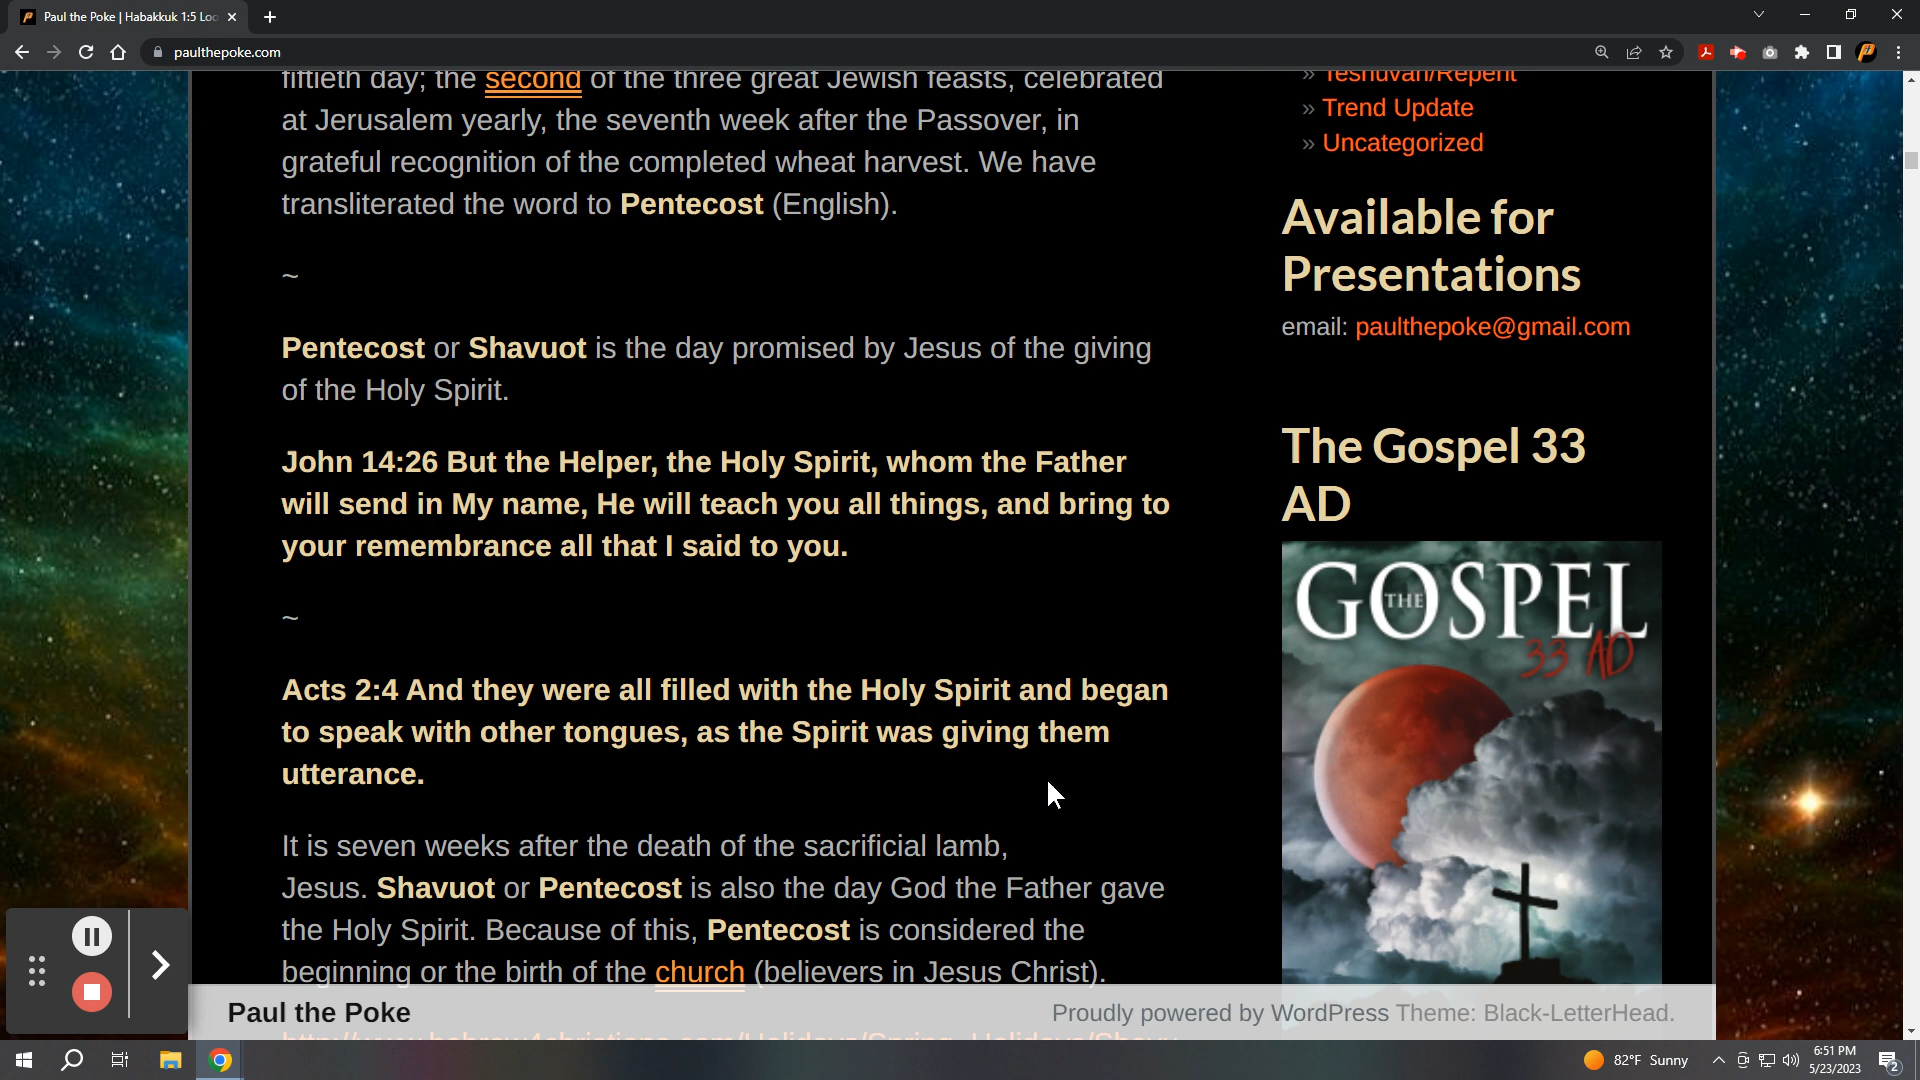 Paul the Poke | Habakkuk 1:5 Loo
paulthepoke.com
fiftieth day; the second of the three great Jewish feasts, celebrated
at Jerusalem yearly, the seventh week after the Passover, in
grateful recognition of the completed wheat harvest. We have
transliterated the word to Pentecost (English).
~
Pentecost or Shavuot is the day promised by Jesus of the giving
of the Holy Spirit.
John 14:26 But the Helper, the Holy Spirit, whom the Father
will send in My name, He will teach you all things, and bring to
your remembrance all that I said to you.
~
Acts 2:4 And they were all filled with the Holy Spirit and began
to speak with other tongues, as the Spirit was giving them
utterance.
It is seven weeks after the death of the sacrificial lamb,
Jesus. Shavuot or Pentecost is also the day God the Father gave
the Holy Spirit. Because of this, Pentecost is considered the
beginning or the birth of the church (believers in Jesus Christ).
» Teshuvah/Repent
» Trend Update
» Uncategorized
Available for
Presentations
email: paulthepoke@gmail.com
The Gospel 33
AD
THE
GOSPEL
33 AD
Paul the Poke
Proudly powered by WordPress Theme: Black-LetterHead.
82°F Sunny
6:51 PM
5/23/2023
2